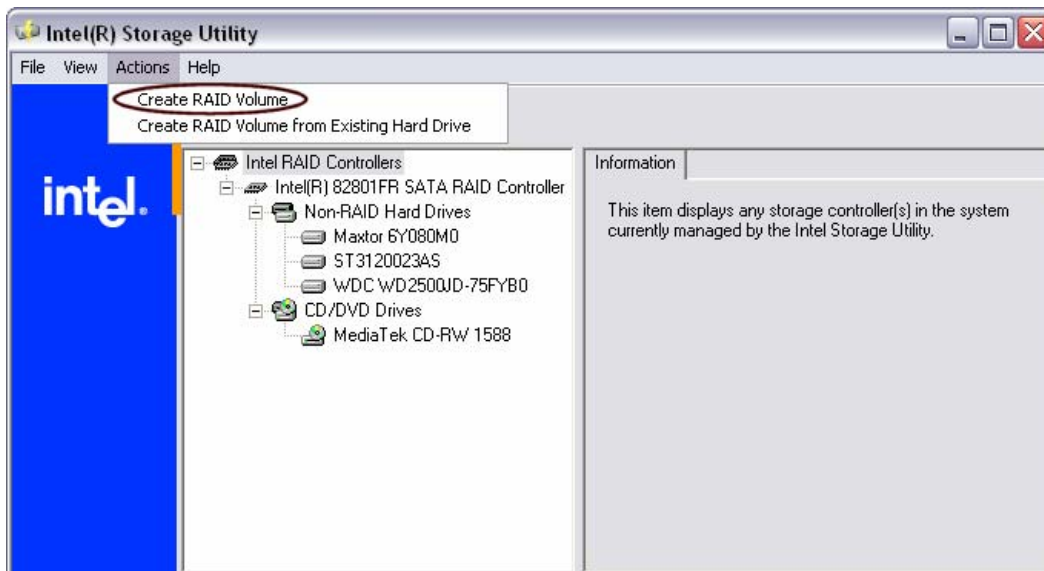 Intel(R) Storage Utility
File View Actions Help
Create RAID Volume
Create RAID Volume from Existing Hard Drive
intel.
Intel RAID Controllers
Intel(R) 82801FR SATA RAID Controller
Non-RAID Hard Drives
Maxtor 6Y080M0
ST3120023AS
WDC WD2500JD-75FYB0
CD/DVD Drives
MediaTek CD-RW 1588
Information
This item displays any storage controller(s) in the system
currently managed by the Intel Storage Utility.